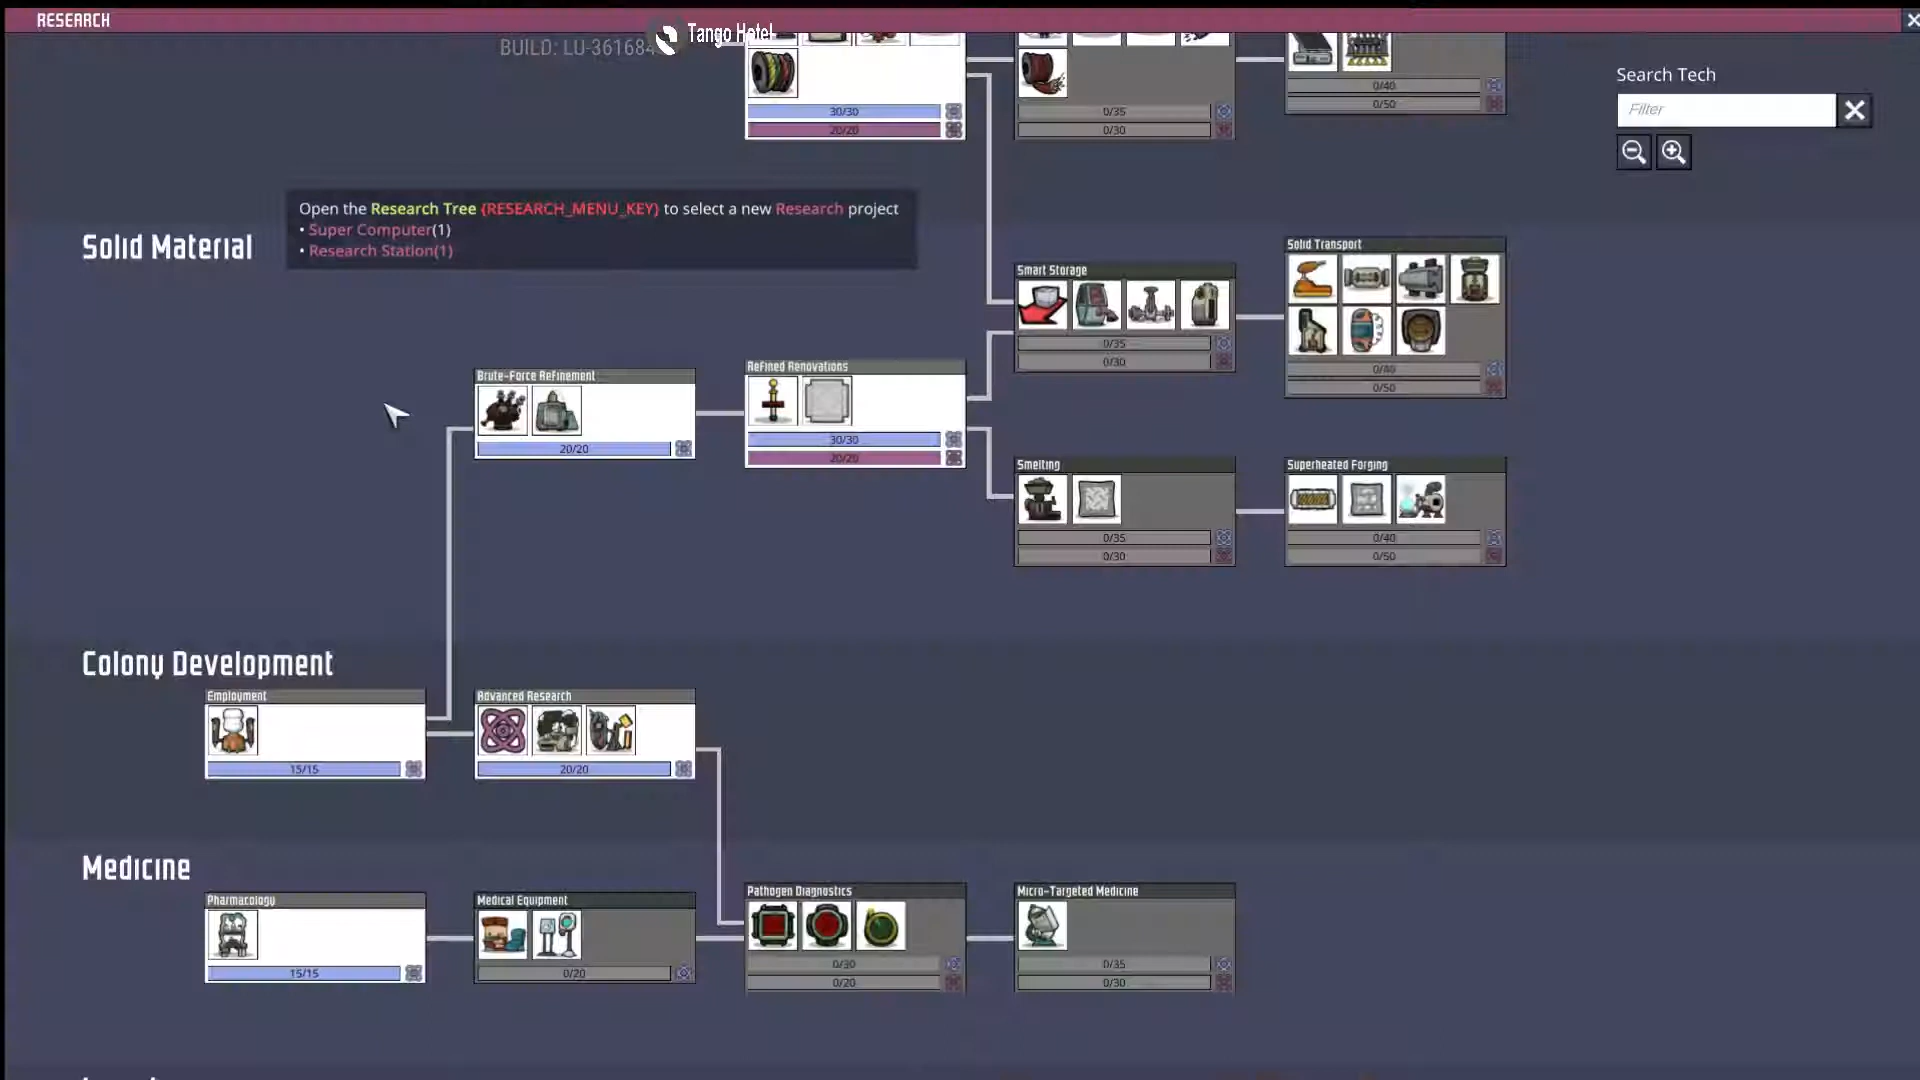 RESEARCH
Tango Hotel
BUILD: LU-361684
Search Tech
Filter
30/30
20/20
0/35
0/30
0/40
0/50
Open the Research Tree {RESEARCH_MENU_KEY} to select a new Research project
• Super Computer(1)
• Research Station(1)
Solid Material
Smart Storage
0/35
0/30
Solid Transport
0/40
0/50
Brute-Force Refinement
20/20
Refined Renovations
30/30
20/20
Smelting
0/35
0/30
Superheated Forging
0/40
0/50
Colony Development
Employment
15/15
Advanced Research
20/20
Medicine
Pharmacology
15/15
Medical Equipment
0/20
Pathogen Diagnostics
0/30
0/20
Micro-Targeted Medicine
0/35
0/30